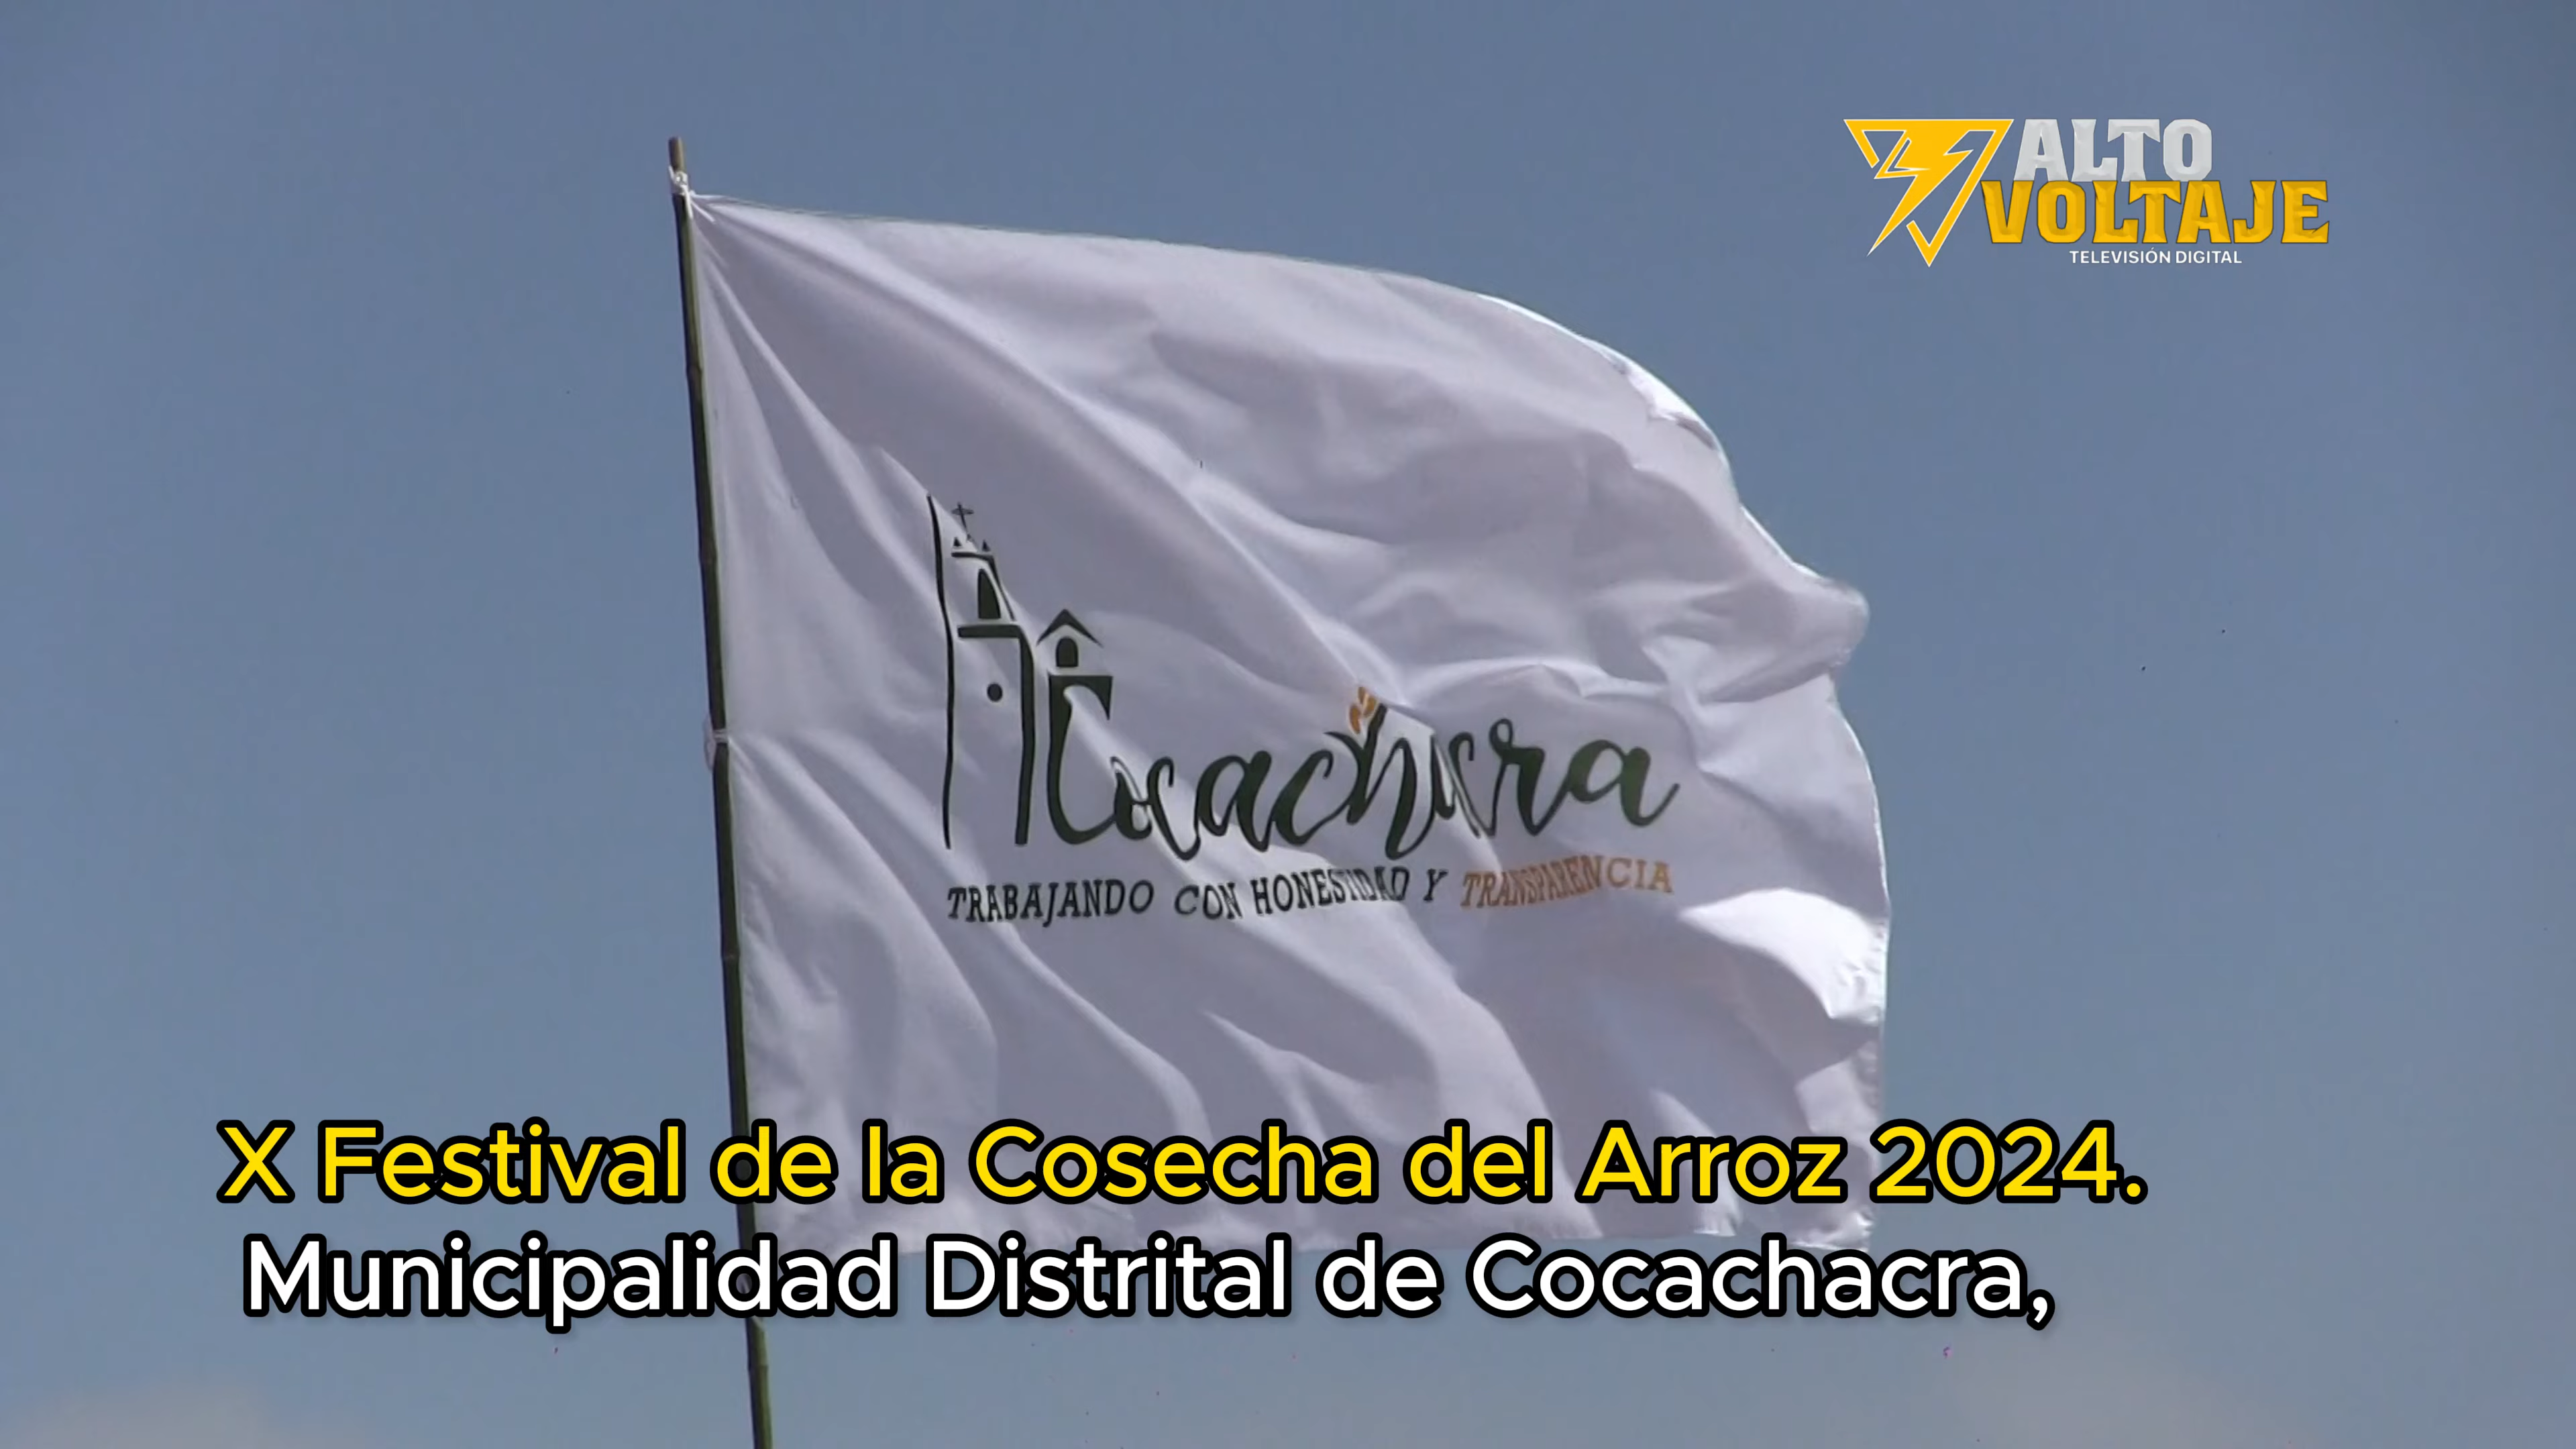 ALTO
VOLTAJE
TELEVISIÓN DIGITAL
Cocachacra
TRABAJANDO CON HONESTIDAD Y TRANSPARENCIA
X Festival de la Cosecha del Arroz 2024.
Municipalidad Distrital de Cocachacra,